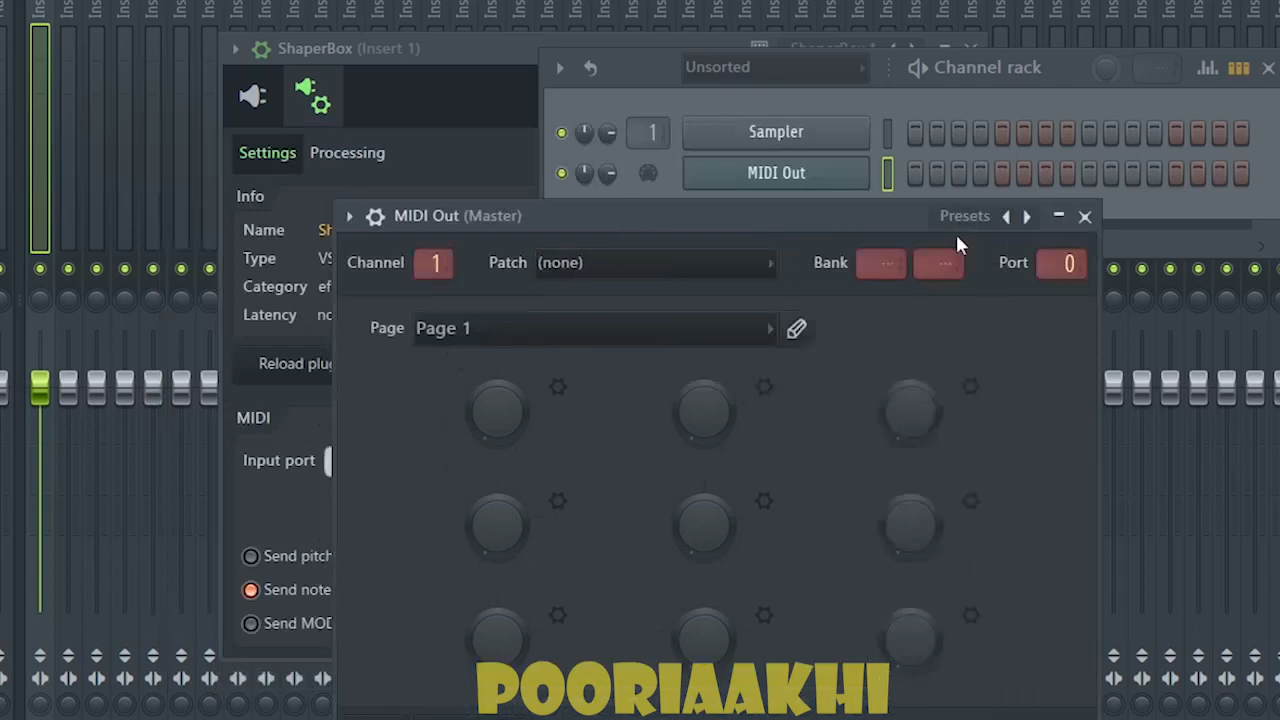 ShaperBox (Insert 1)
Unsorted
Channel rack
1
Sampler
MIDI Out
Settings
Processing
Info
Name
Type
Category
Latency
Reload
MIDI
Input port
Send pitch
Send note
Send MOD
MIDI Out (Master)
Presets
Channel
1
Patch
(none)
Bank
---
---
Port
0
Page
Page 1
POORIAAKHI